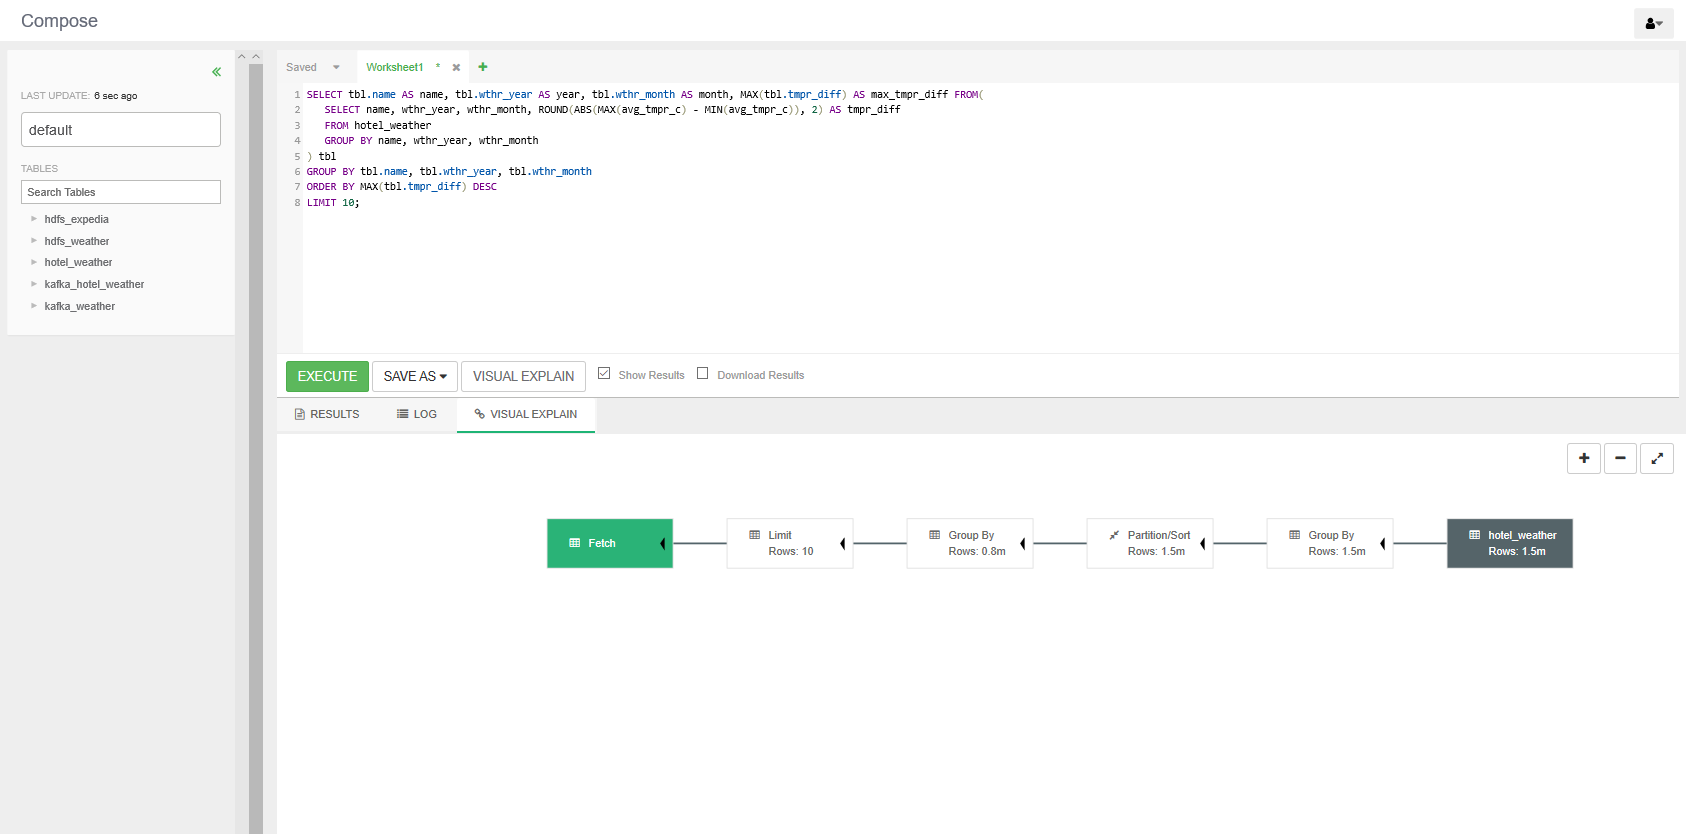 Compose
LAST UPDATE: 6 sec ago
default
TABLES
Search Tables
hdfs_expedia
hdfs_weather
hotel_weather
kafka_hotel_weather
kafka_weather
Saved Worksheet1 *
1 SELECT tbl.name AS name, tbl.wthr_year AS year, tbl.wthr_month AS month, MAX(tbl.tmpr_diff) AS max_tmpr_diff FROM(
2 SELECT name, wthr_year, wthr_month, ROUND(ABS(MAX(avg_tmpr_c) - MIN(avg_tmpr_c)), 2) AS tmpr_diff
3 FROM hotel_weather
4 GROUP BY name, wthr_year, wthr_month
5 ) tbl
6 GROUP BY tbl.name, tbl.wthr_year, tbl.wthr_month
7 ORDER BY MAX(tbl.tmpr_diff) DESC
8 LIMIT 10;
EXECUTE SAVE AS VISUAL EXPLAIN Show Results Download Results
RESULTS LOG VISUAL EXPLAIN
Fetch
Limit
Rows: 10
Group By
Rows: 0.8m
Partition/Sort
Rows: 1.5m
Group By
Rows: 1.5m
hotel_weather
Rows: 1.5m